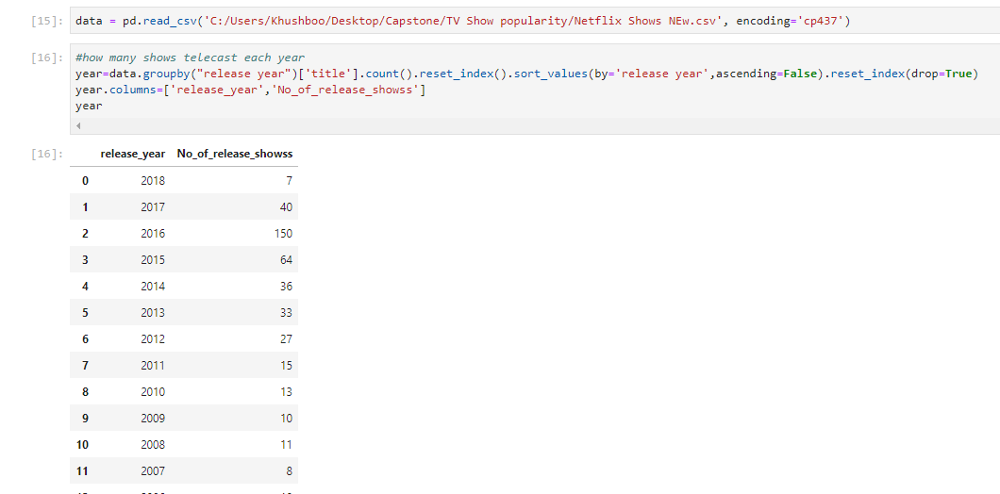 [15]: data = pd.read_csv('C:/Users/Khushboo/Desktop/Capstone/TV Show popularity/Netflix Shows NEw.csv', encoding='cp437')
[16]: #how many shows telecast each year
year=data.groupby("release year")['title'].count().reset_index().sort_values(by='release year',ascending=False).reset_index(drop=True)
year.columns=['release_year','No_of_release_showss']
year
[16]: release_year No_of_release_showss
0 2018 7
1 2017 40
2 2016 150
3 2015 64
4 2014 36
5 2013 33
6 2012 27
7 2011 15
8 2010 13
9 2009 10
10 2008 11
11 2007 8